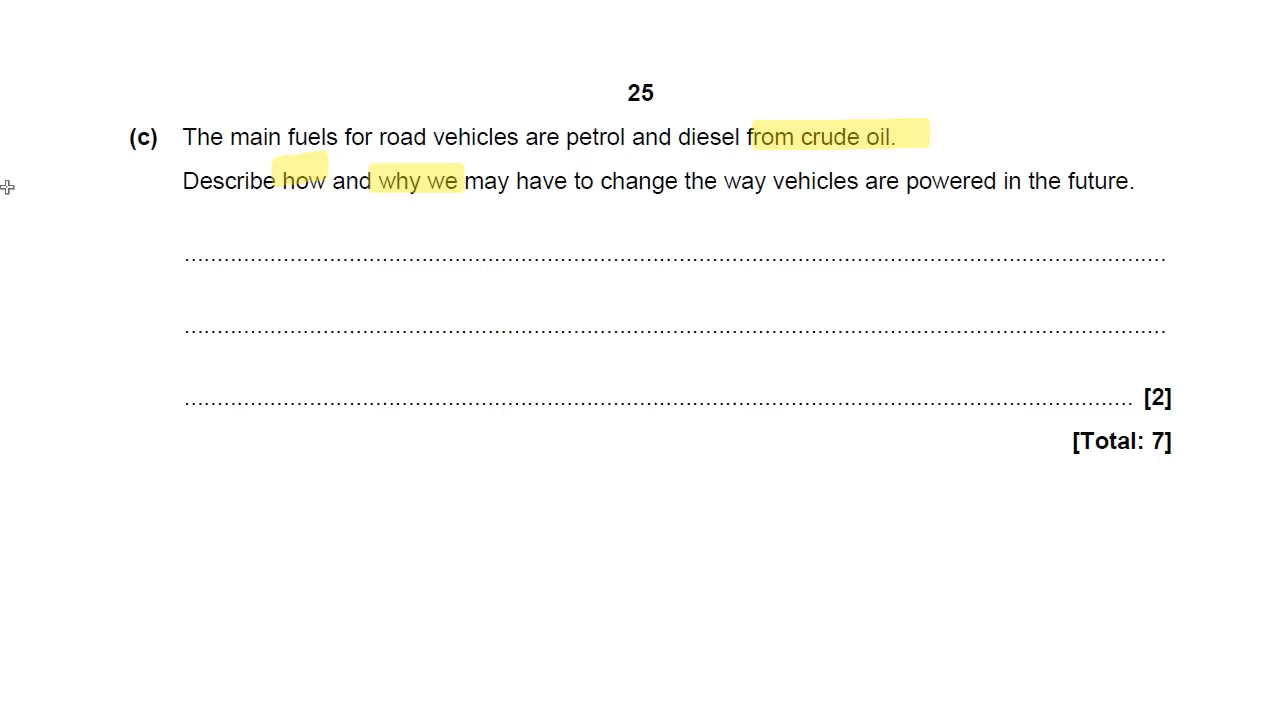 25
(c) The main fuels for road vehicles are petrol and diesel from crude oil.
Describe how and why we may have to change the way vehicles are powered in the future.
....................................................................................................................................................
....................................................................................................................................................
............................................................................................................................................... [2]
[Total: 7]